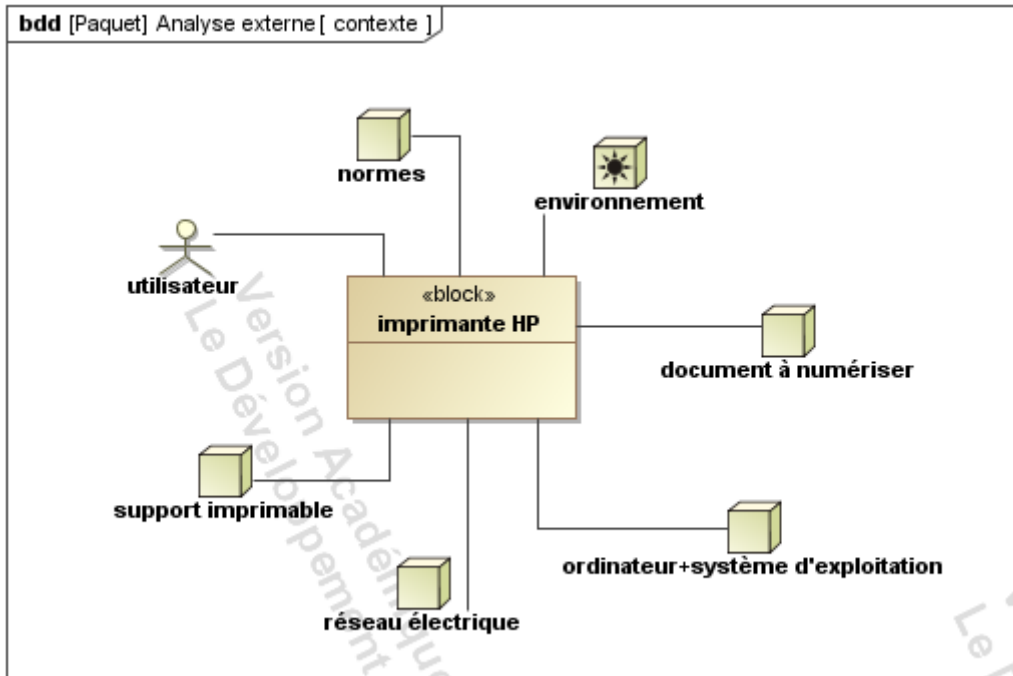 bdd [Paquet] Analyse externe [ contexte ]
normes
environnement
utilisateur
«block»
imprimante HP
document à numériser
support imprimable
ordinateur+système d'exploitation
réseau électrique
Version Académique
Le Développement
Le D